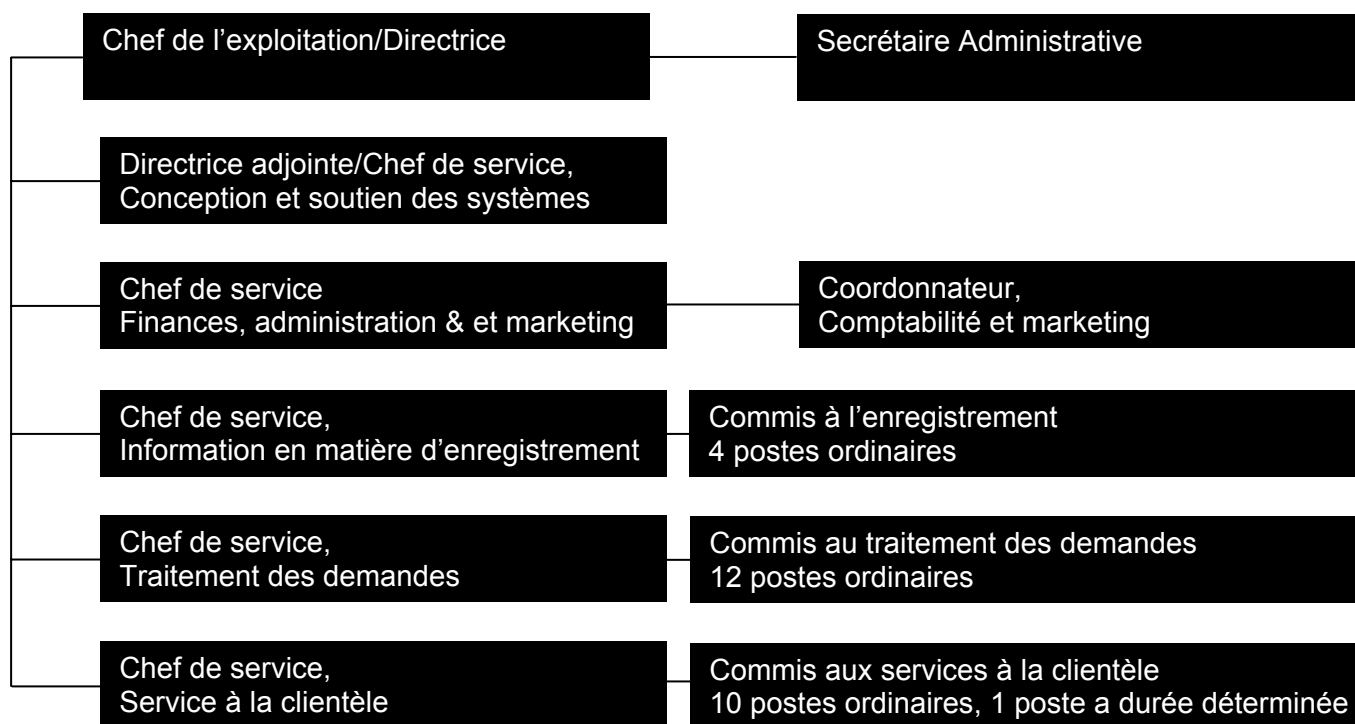 Chef de l’exploitation/Directrice
Secrétaire Administrative
Directrice adjointe/Chef de service,
Conception et soutien des systèmes
Chef de service
Finances, administration & et marketing
Coordonnateur,
Comptabilité et marketing
Chef de service,
Information en matière d’enregistrement
Commis à l’enregistrement
4 postes ordinaires
Chef de service,
Traitement des demandes
Commis au traitement des demandes
12 postes ordinaires
Chef de service,
Service à la clientèle
Commis aux services à la clientèle
10 postes ordinaires, 1 poste a durée déterminée